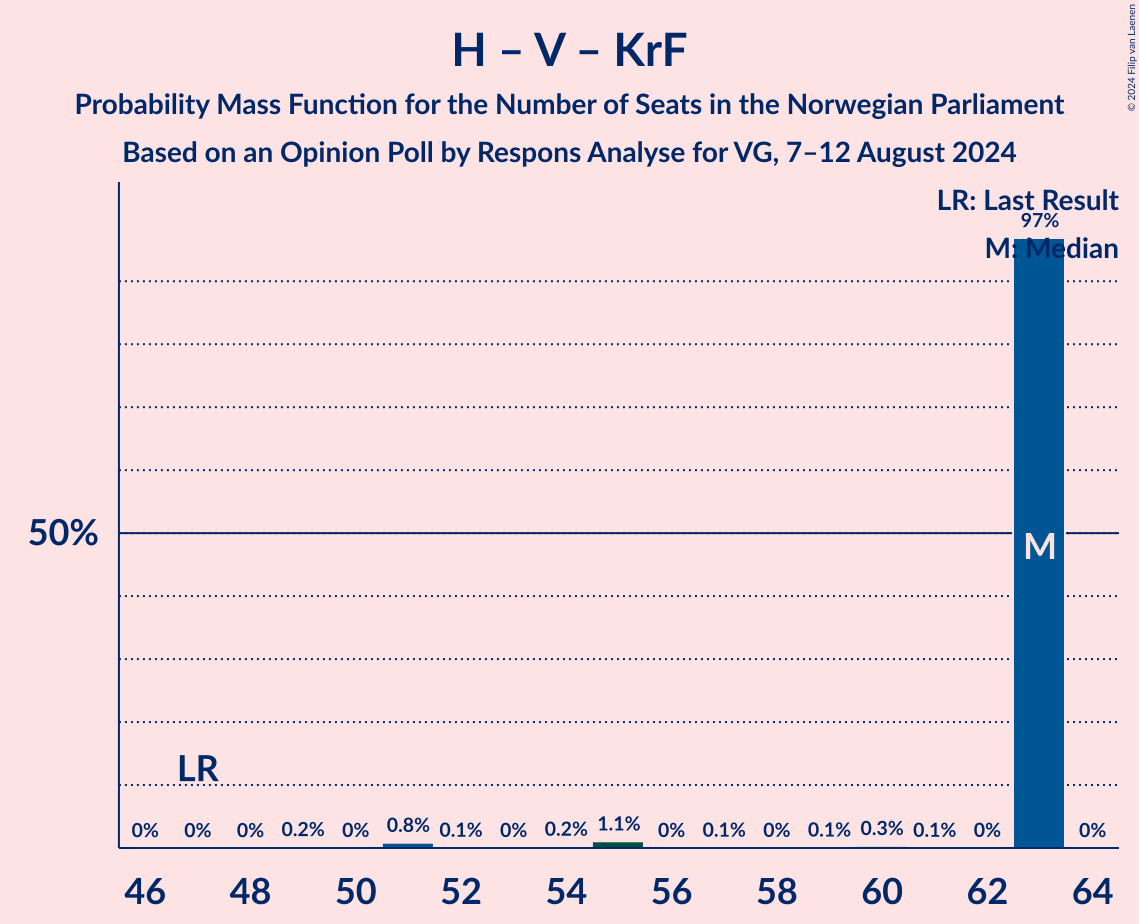 H – V – KrF
Probability Mass Function for the Number of Seats in the Norwegian Parliament
Based on an Opinion Poll by Respons Analyse for VG, 7–12 August 2024
© 2024 Filip van Laenen
LR: Last Result
97%
M: Median
50%
M
LR
0% 0% 0% 0.2% 0% 0.8% 0.1% 0% 0.2% 1.1% 0% 0.1% 0% 0.1% 0.3% 0.1% 0% 0%
46 48 50 52 54 56 58 60 62 64